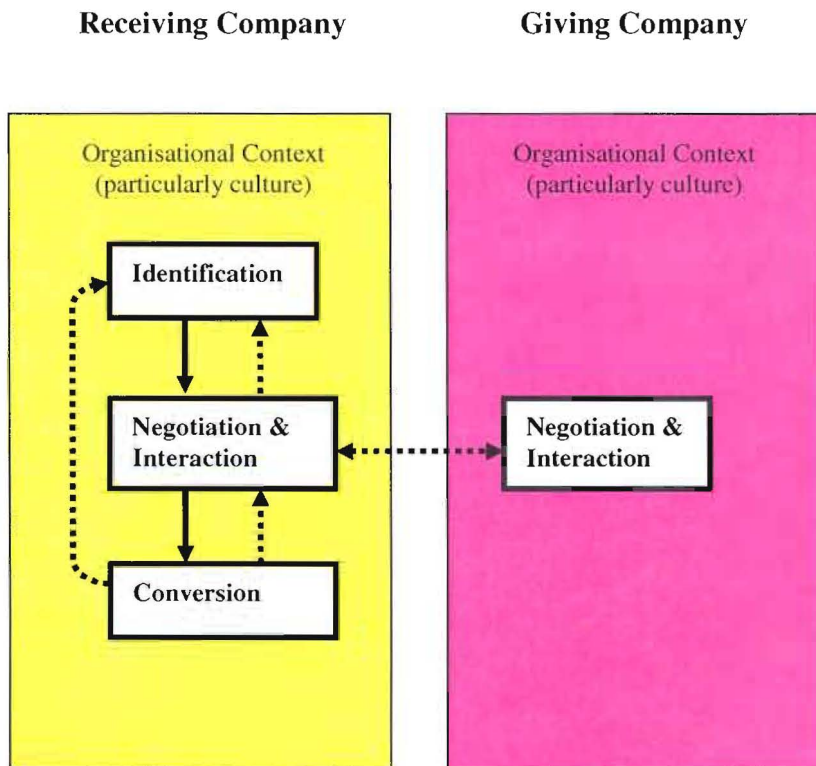 Receiving Company
Giving Company
Organisational Context
(particularly culture)
Identification
Negotiation &
Interaction
Conversion
Organisational Context
(particularly culture)
Negotiation &
Interaction